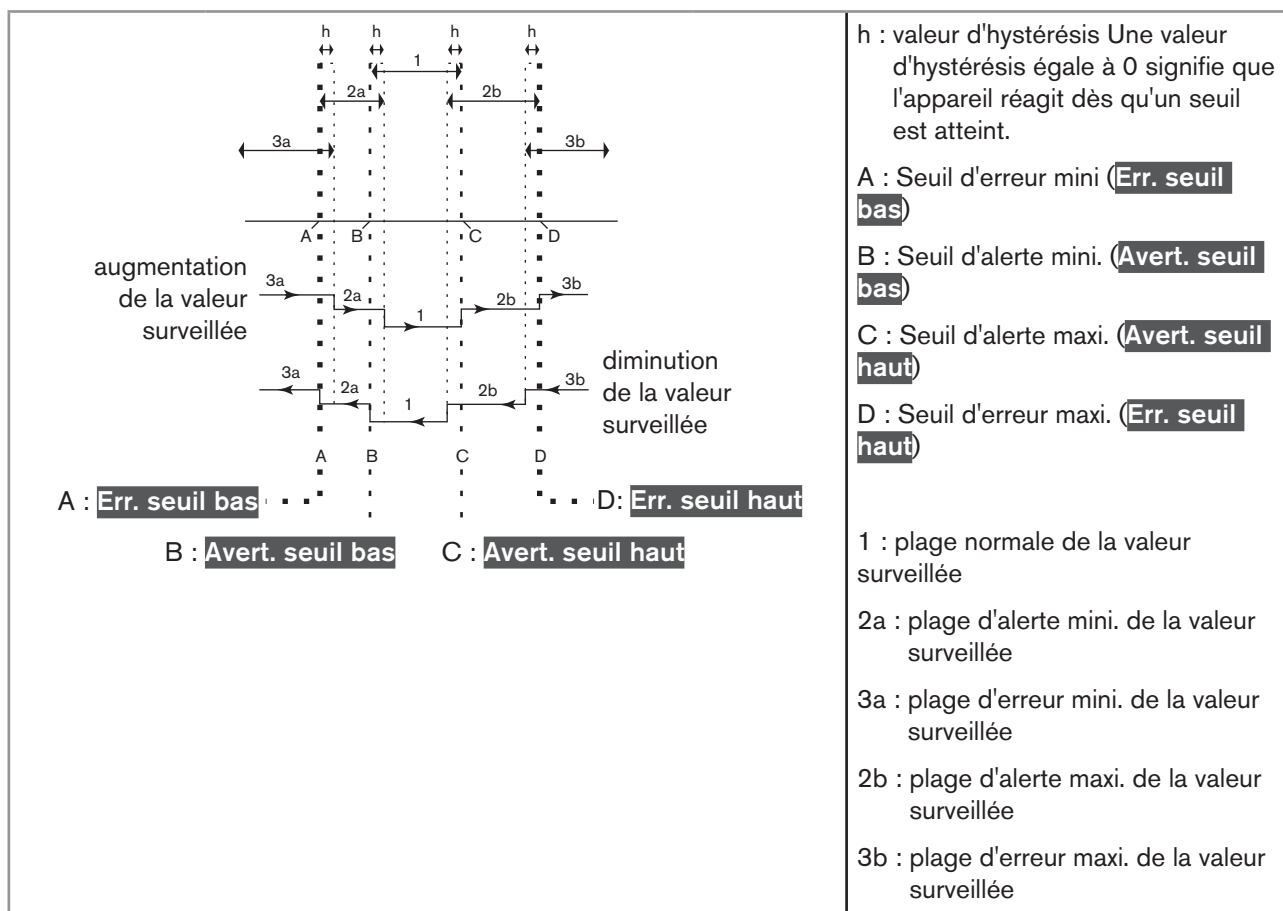 h h h h
1
2a 2b
3a 3b
A B C D
augmentation
de la valeur
surveillée
3a 2a 1 2b 3b
3a 2a 1 2b 3b
diminution
de la valeur
surveillée
A B C D
A : Err. seuil bas
D: Err. seuil haut
B : Avert. seuil bas
C : Avert. seuil haut
h : valeur d'hystérésis Une valeur
d'hystérésis égale à 0 signifie que
l'appareil réagit dès qu'un seuil
est atteint.
A : Seuil d'erreur mini (Err. seuil
bas)
B : Seuil d'alerte mini. (Avert. seuil
bas)
C : Seuil d'alerte maxi. (Avert. seuil
haut)
D : Seuil d'erreur maxi. (Err. seuil
haut)
1 : plage normale de la valeur
surveillée
2a : plage d'alerte mini. de la valeur
surveillée
3a : plage d'erreur mini. de la valeur
surveillée
2b : plage d'alerte maxi. de la valeur
surveillée
3b : plage d'erreur maxi. de la valeur
surveillée